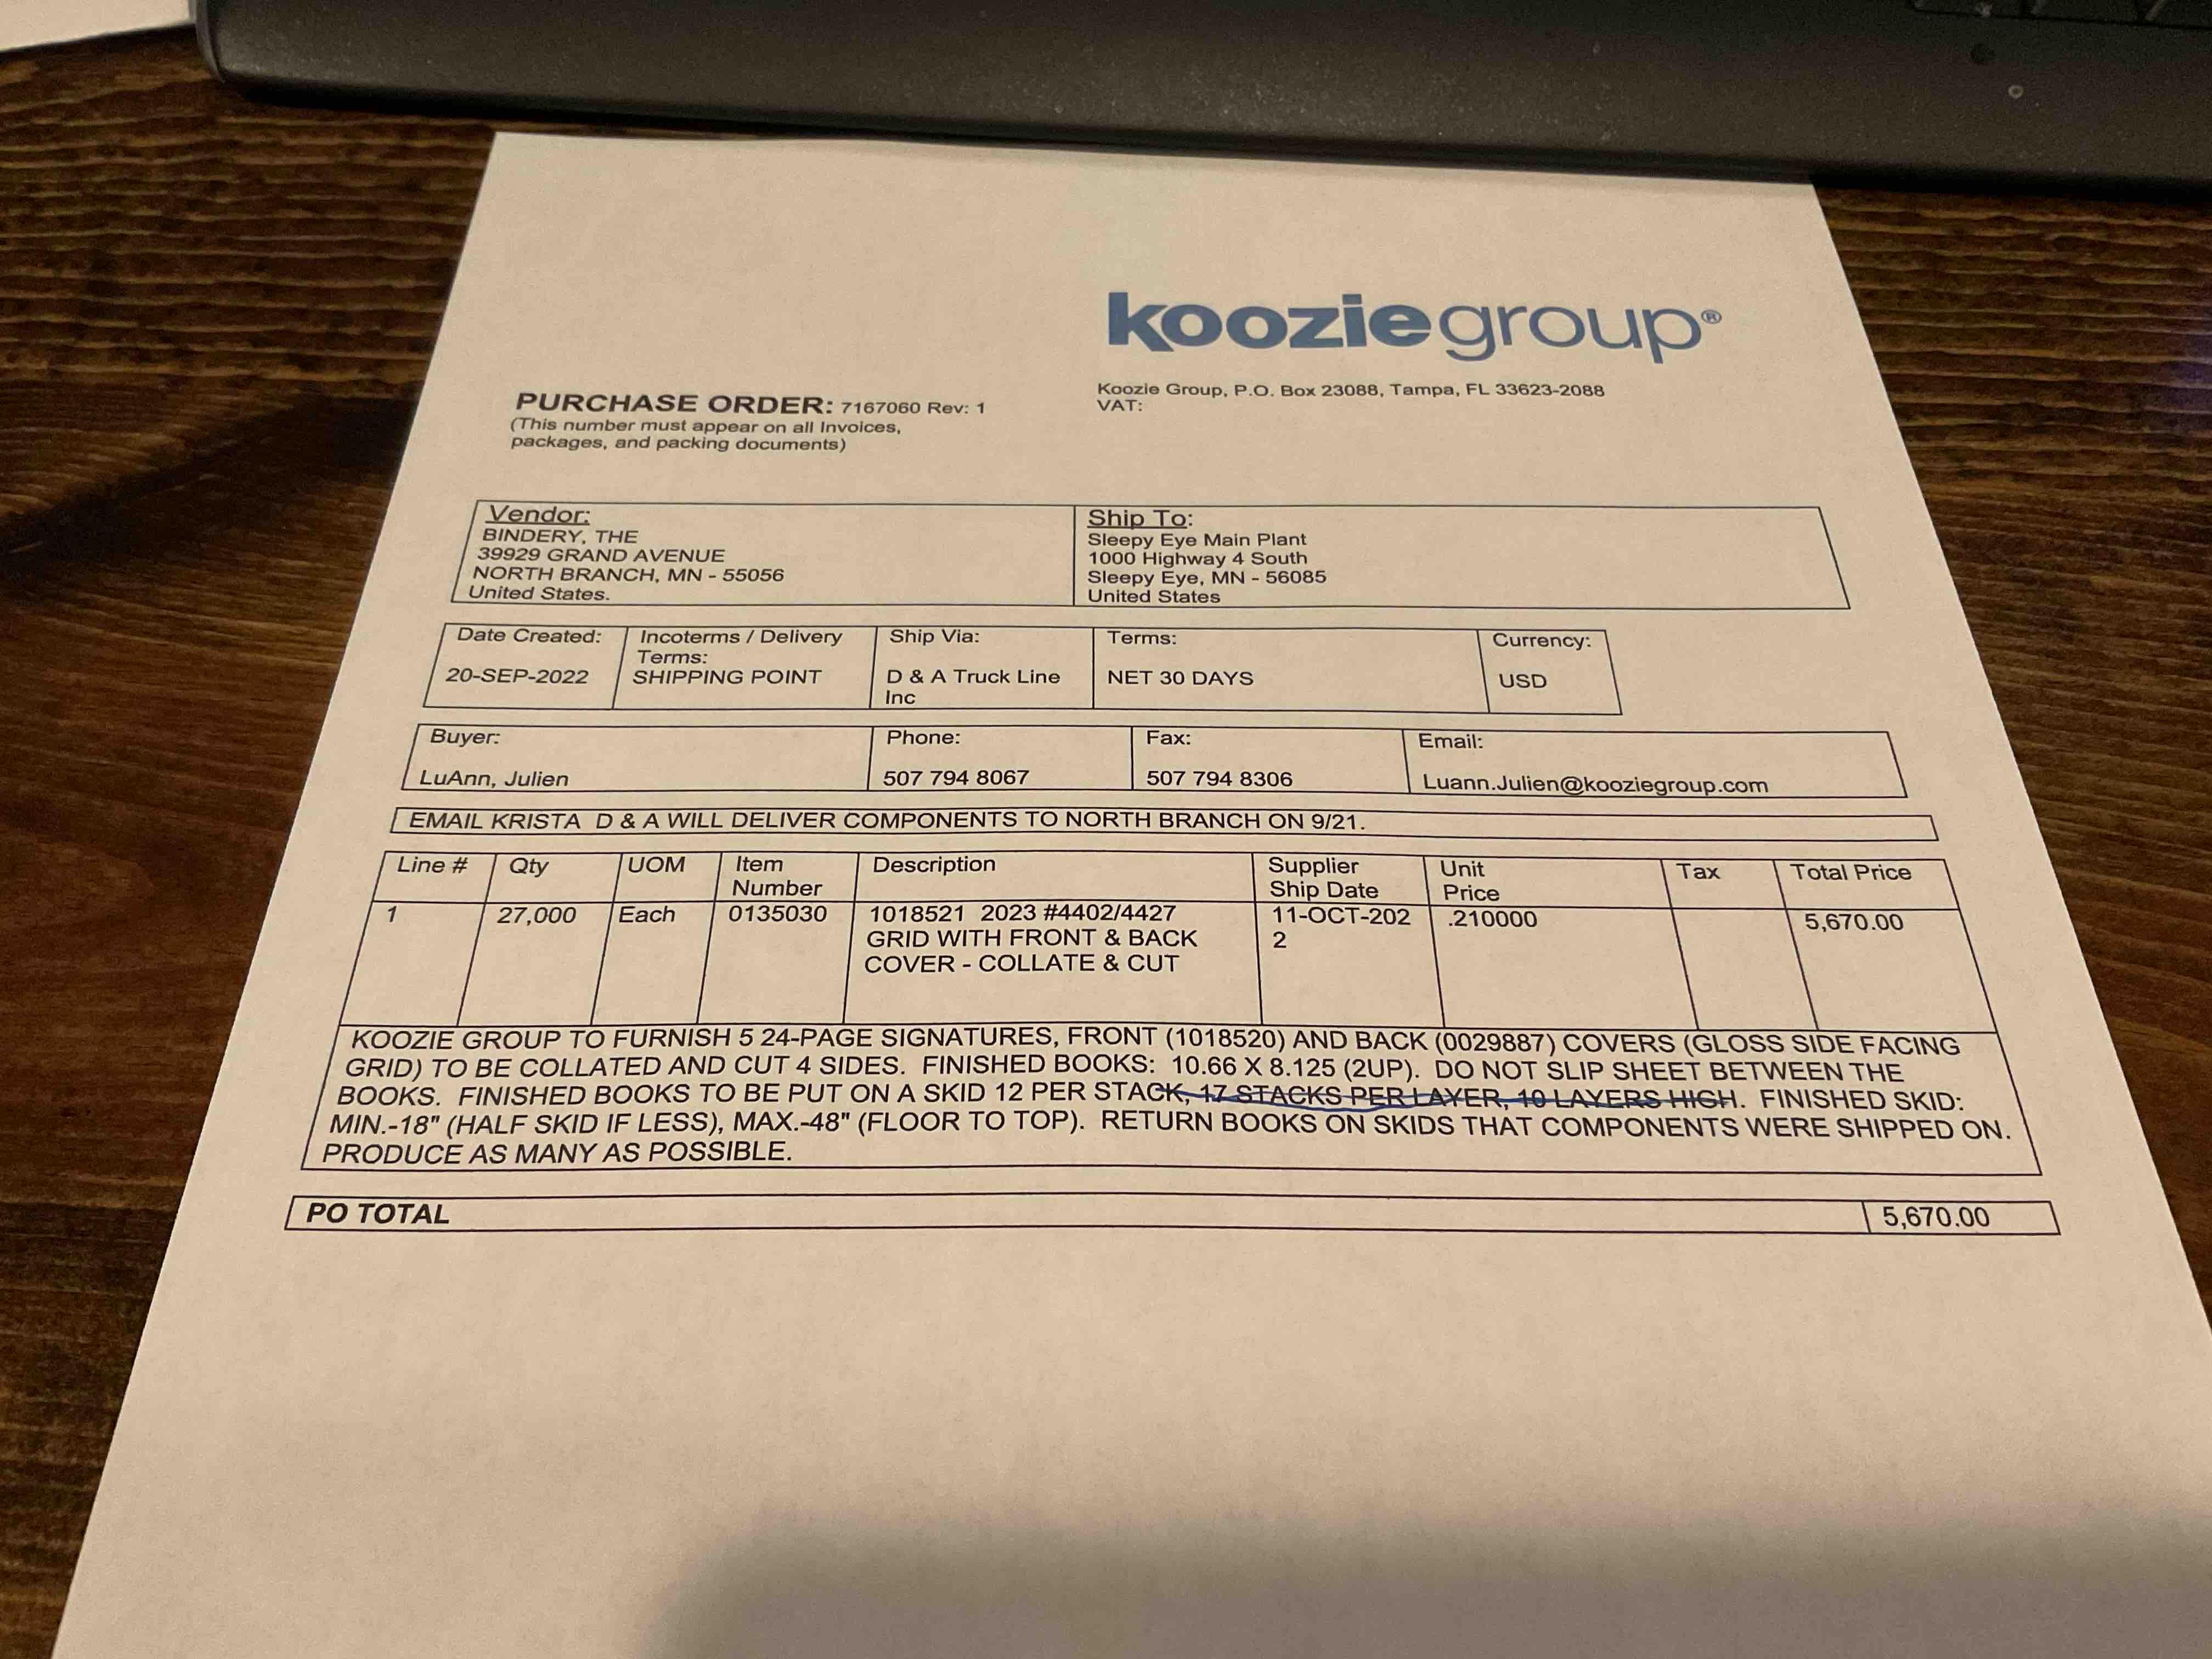 kooziegroup®
Koozie Group, P.O. Box 23088, Tampa, FL 33623-2088
VAT:
PURCHASE ORDER: 7167060 Rev: 1
(This number must appear on all Invoices,
packages, and packing documents)
Vendor:
BINDERY, THE
39929 GRAND AVENUE
NORTH BRANCH, MN - 55056
United States.
Ship To:
Sleepy Eye Main Plant
1000 Highway 4 South
Sleepy Eye, MN - 56085
United States
Date Created:
20-SEP-2022
Incoterms / Delivery
Terms:
SHIPPING POINT
Ship Via:
D & A Truck Line
Inc
Terms:
NET 30 DAYS
Currency:
USD
Buyer:
LuAnn, Julien
Phone:
507 794 8067
Fax:
507 794 8306
Email:
Luann.Julien@kooziegroup.com
EMAIL KRISTA D & A WILL DELIVER COMPONENTS TO NORTH BRANCH ON 9/21.
Line #
Qty
UOM
Item
Number
Description
Supplier
Ship Date
Unit
Price
Tax
Total Price
1
27,000
Each
0135030
1018521 2023 #4402/4427
GRID WITH FRONT & BACK
COVER - COLLATE & CUT
11-OCT-202
2
.210000
5,670.00
KOOZIE GROUP TO FURNISH 5 24-PAGE SIGNATURES, FRONT (1018520) AND BACK (0029887) COVERS (GLOSS SIDE FACING
GRID) TO BE COLLATED AND CUT 4 SIDES. FINISHED BOOKS: 10.66 X 8.125 (2UP). DO NOT SLIP SHEET BETWEEN THE
BOOKS. FINISHED BOOKS TO BE PUT ON A SKID 12 PER STACK, 17 STACKS PER LAYER, 10 LAYERS HIGH. FINISHED SKID:
MIN.-18" (HALF SKID IF LESS), MAX.-48" (FLOOR TO TOP). RETURN BOOKS ON SKIDS THAT COMPONENTS WERE SHIPPED ON.
PRODUCE AS MANY AS POSSIBLE.
PO TOTAL
5,670.00